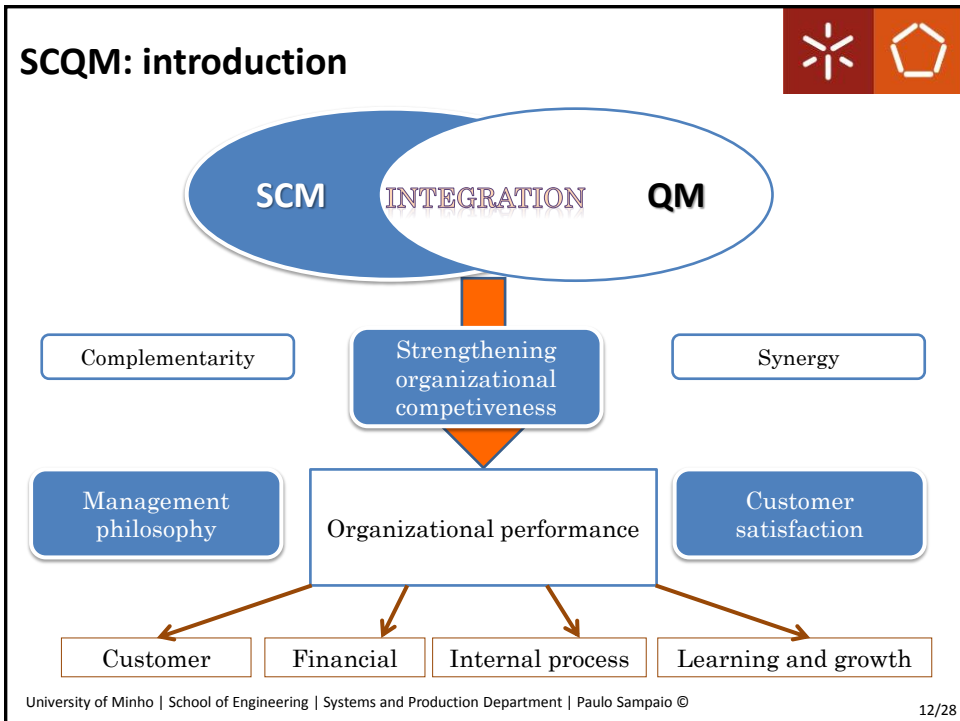 SCQM: introduction
SCM
INTEGRATION
QM
Complementarity
Strengthening
organizational
competiveness
Synergy
Management
philosophy
Organizational performance
Customer
satisfaction
Customer
Financial
Internal process
Learning and growth
University of Minho | School of Engineering | Systems and Production Department | Paulo Sampaio ©
12/28